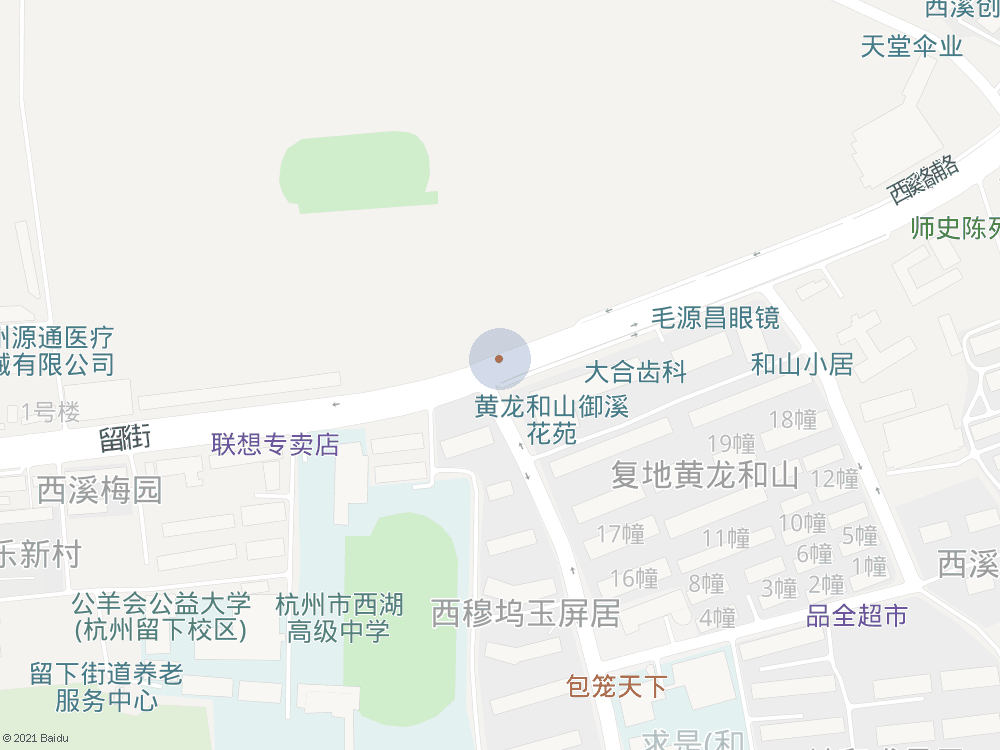 西溪创
天堂伞业
西溪路辅路
师史陈列
毛源昌眼镜
州源通医疗
械有限公司
大合齿科
和山小居
1号楼
黄龙和山御溪
花苑
18幢
留街
联想专卖店
19幢
复地黄龙和山
12幢
西溪梅园
10幢
17幢
11幢
5幢
乐新村
6幢
1幢
西溪
16幢
8幢
3幢
2幢
公羊会公益大学
(杭州留下校区)
杭州市西湖
高级中学
西穆坞玉屏居
4幢
品全超市
留下街道养老
服务中心
包笼天下
求是(和
© 2021 Baidu